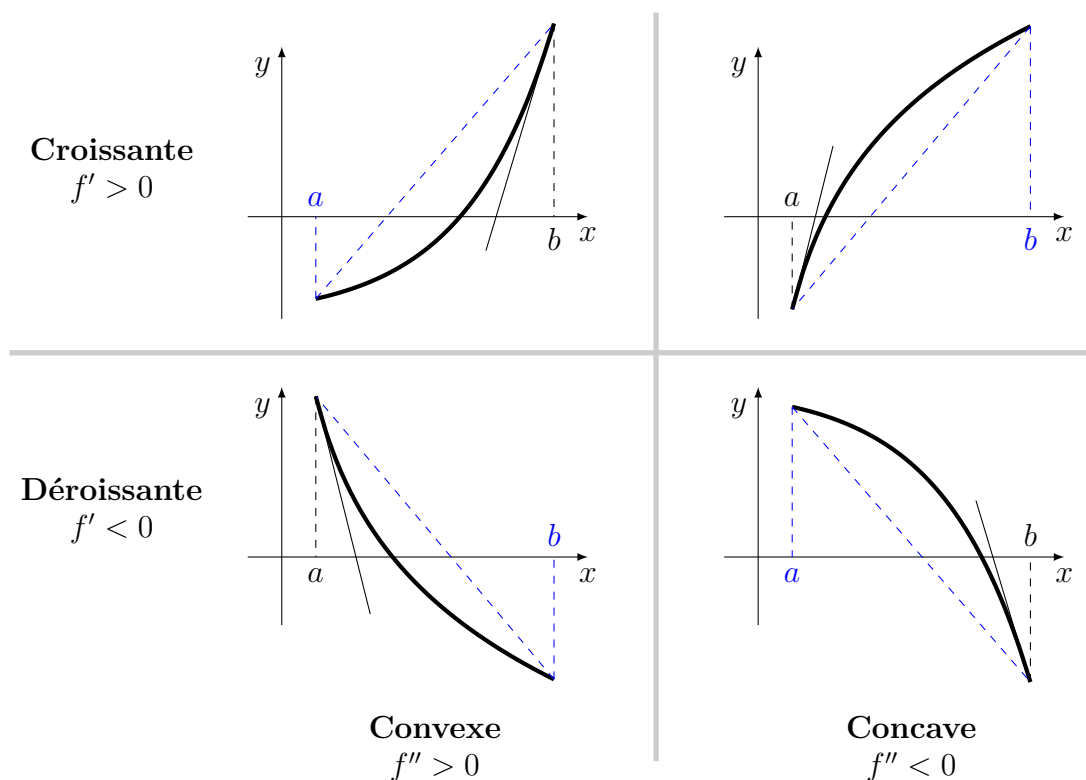 y
y
Croissante
f′ > 0
a
a
x
x
b
b
y
y
Déroissante
f′ < 0
b
b
a
x
a
x
Convexe
f″ > 0
Concave
f″ < 0